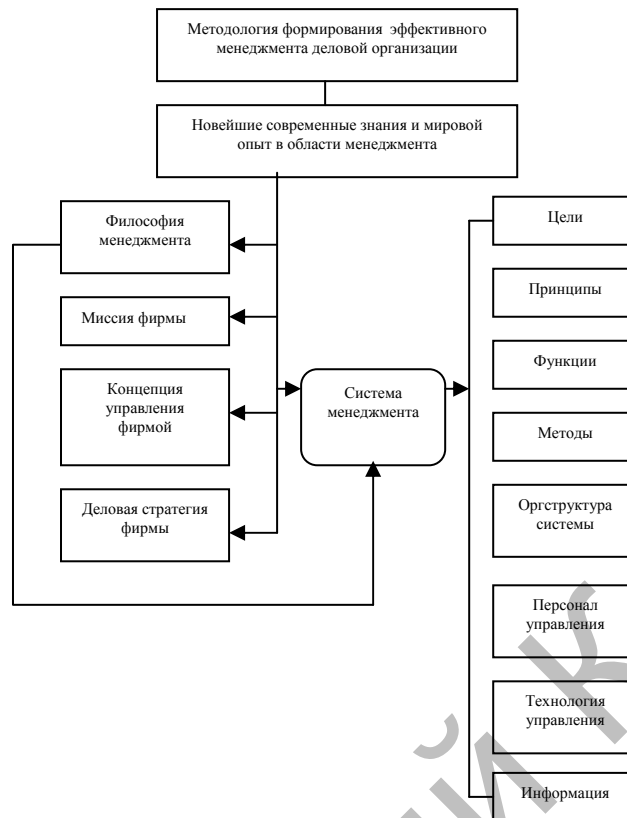 Методология формирования эффективного
менеджмента деловой организации
Новейшие современные знания и мировой
опыт в области менеджмента
Философия
менеджмента
Миссия фирмы
Концепция
управления
фирмой
Деловая стратегия
фирмы
Система
менеджмента
Цели
Принципы
Функции
Методы
Оргструктура
системы
Персонал
управления
Технология
управления
Информация
ий К